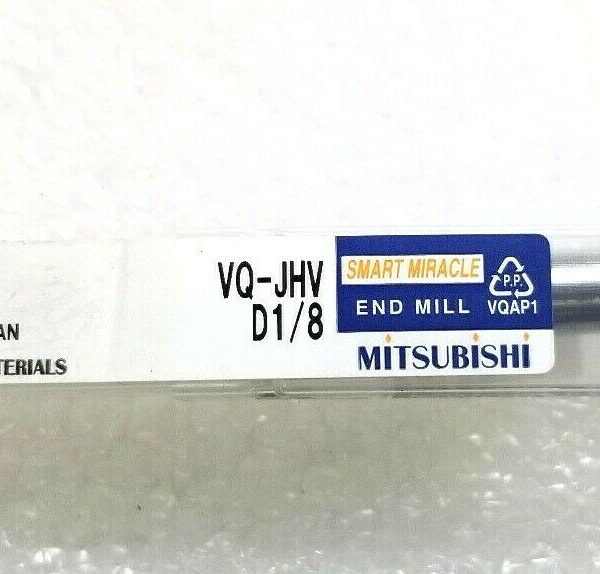 VQ-JHV
D1/8
SMART MIRACLE
END MILL
P.P.
VQAP1
MITSUBISHI
AN
TERIALS